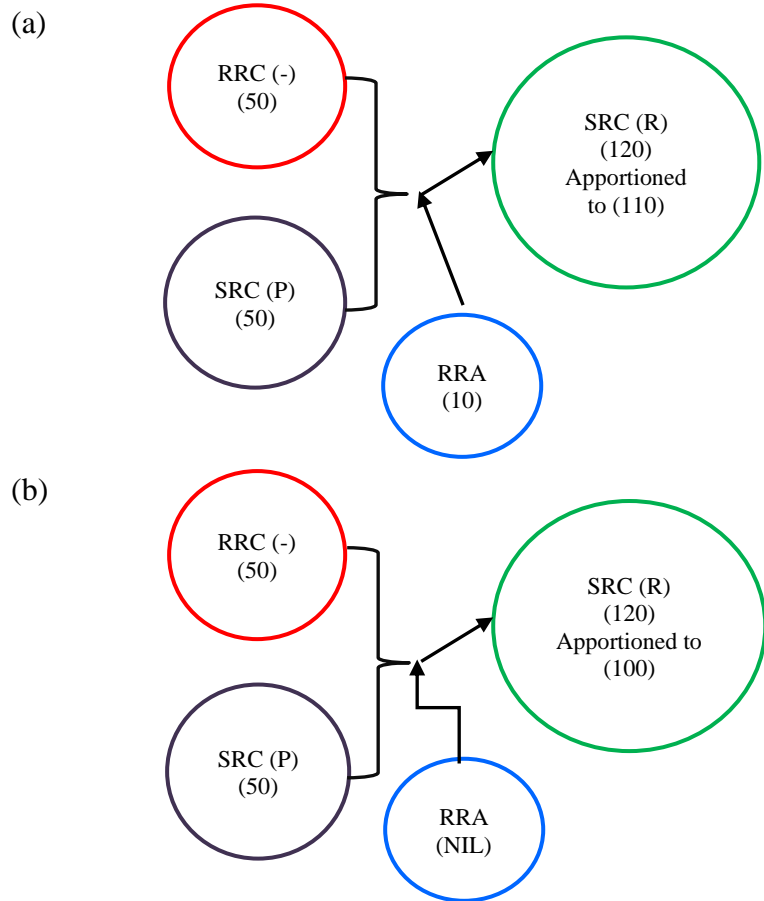 (a)
RRC (-)
(50)
SRC (R)
(120)
Apportioned
to (110)
SRC (P)
(50)
RRA
(10)
(b)
RRC (-)
(50)
SRC (R)
(120)
Apportioned to
(100)
SRC (P)
(50)
RRA
(NIL)